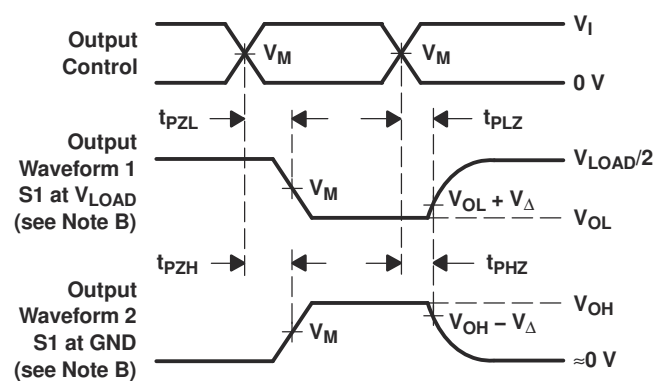 Output
Control
V_M
V_M
V_I
0 V
t_PZL
t_PLZ
Output
Waveform 1
S1 at V_LOAD
(see Note B)
V_M
V_LOAD/2
V_OL + V_Δ
V_OL
t_PZH
t_PHZ
Output
Waveform 2
S1 at GND
(see Note B)
V_M
V_OH
V_OH − V_Δ
≈0 V